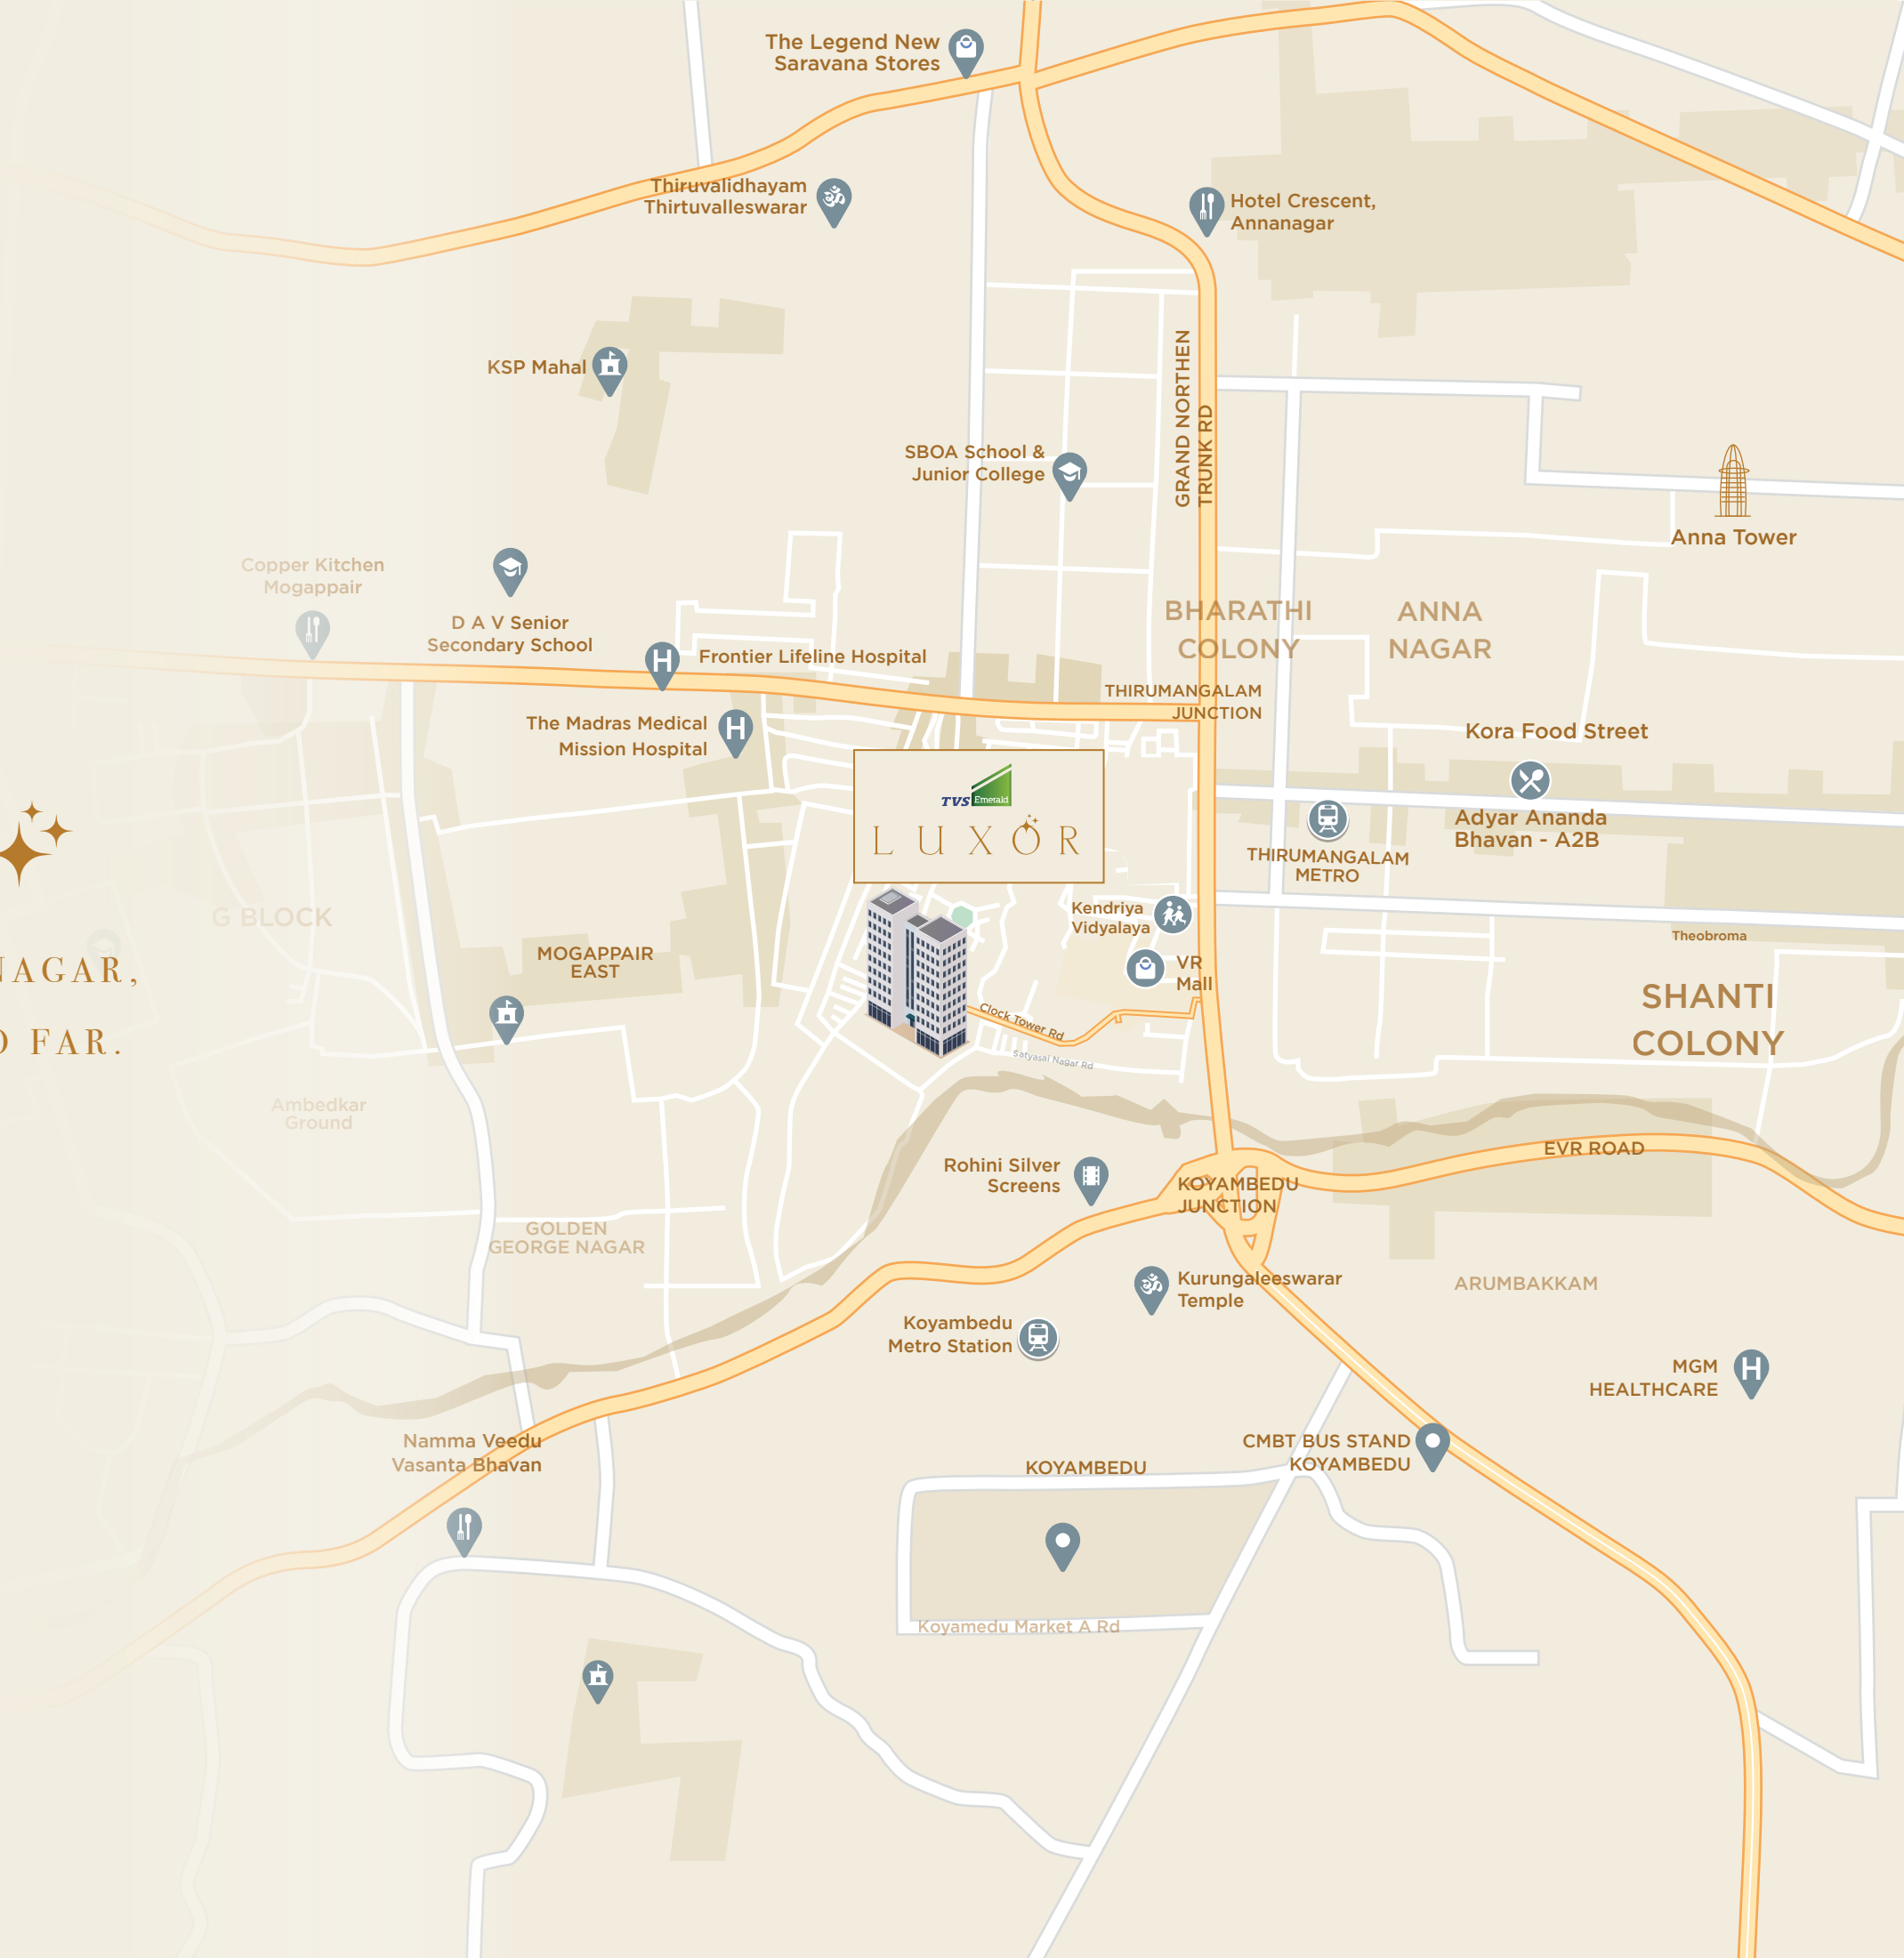 The Legend New
Saravana Stores
Thiruvalidhayam
Thirtuvalleswarar
Hotel Crescent,
Annanagar
KSP Mahal
GRAND NORTHEN
TRUNK RD
SBOA School &
Junior College
Anna Tower
Copper Kitchen
Mogappair
D A V Senior
Secondary School
BHARATHI
COLONY
ANNA
NAGAR
H
Frontier Lifeline Hospital
THIRUMANGALAM
JUNCTION
The Madras Medical
Mission Hospital
H
Kora Food Street
TVS Emerald
LUXOR
Adyar Ananda
Bhavan - A2B
THIRUMANGALAM
METRO
G BLOCK
Kendriya
Vidyalaya
Theobroma
MOGAPPAIR
EAST
VR
Mall
NAGAR,
SHANTI
COLONY
Clock Tower Rd
O FAR.
Satyasai Nagar Rd
Ambedkar
Ground
EVR ROAD
Rohini Silver
Screens
KOYAMBEDU
JUNCTION
GOLDEN
GEORGE NAGAR
Kurungaleeswarar
Temple
ARUMBAKKAM
Koyambedu
Metro Station
MGM
HEALTHCARE
H
Namma Veedu
Vasanta Bhavan
CMBT BUS STAND
KOYAMBEDU
KOYAMBEDU
Koyamedu Market A Rd